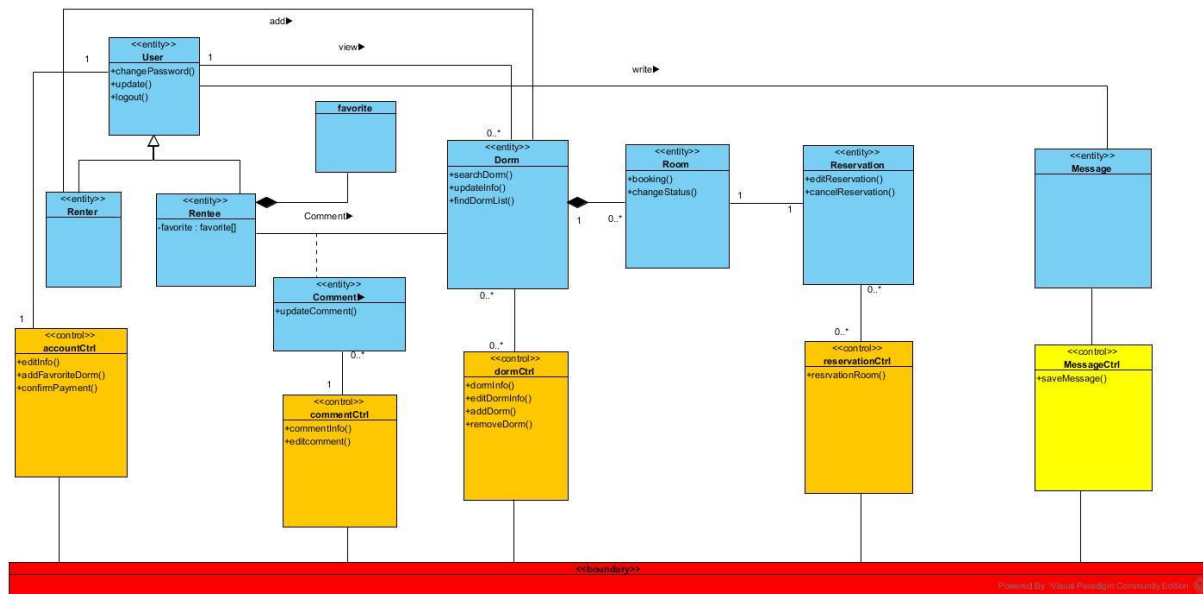 add▶
<<entity>>
User
+changePassword()
+update()
+logout()
1
1
view▶
write▶
favorite
0..*
<<entity>>
Dorm
+searchDorm()
+updateInfo()
+findDormList()
<<entity>>
Room
+booking()
+changeStatus()
<<entity>>
Reservation
+editReservation()
+cancelReservation()
<<entity>>
Message
<<entity>>
Renter
<<entity>>
Rentee
-favorite : favorite[]
Comment▶
1
0..*
1
1
<<entity>>
Comment▶
+updateComment()
0..*
1
0..*
0..*
0..*
0..*
1
<<control>>
accountCtrl
+editInfo()
+addFavroriteDorm()
+confirmPayment()
<<control>>
commentCtrl
+commentInfo()
+editcomment()
<<control>>
dormCtrl
+dormInfo()
+editDormInfo()
+addDorm()
+removeDorm()
<<control>>
reservationCtrl
+resrvationRoom()
<<control>>
MessageCtrl
+saveMessage()
<<boundary>>
Powered By Visual Paradigm Community Edition